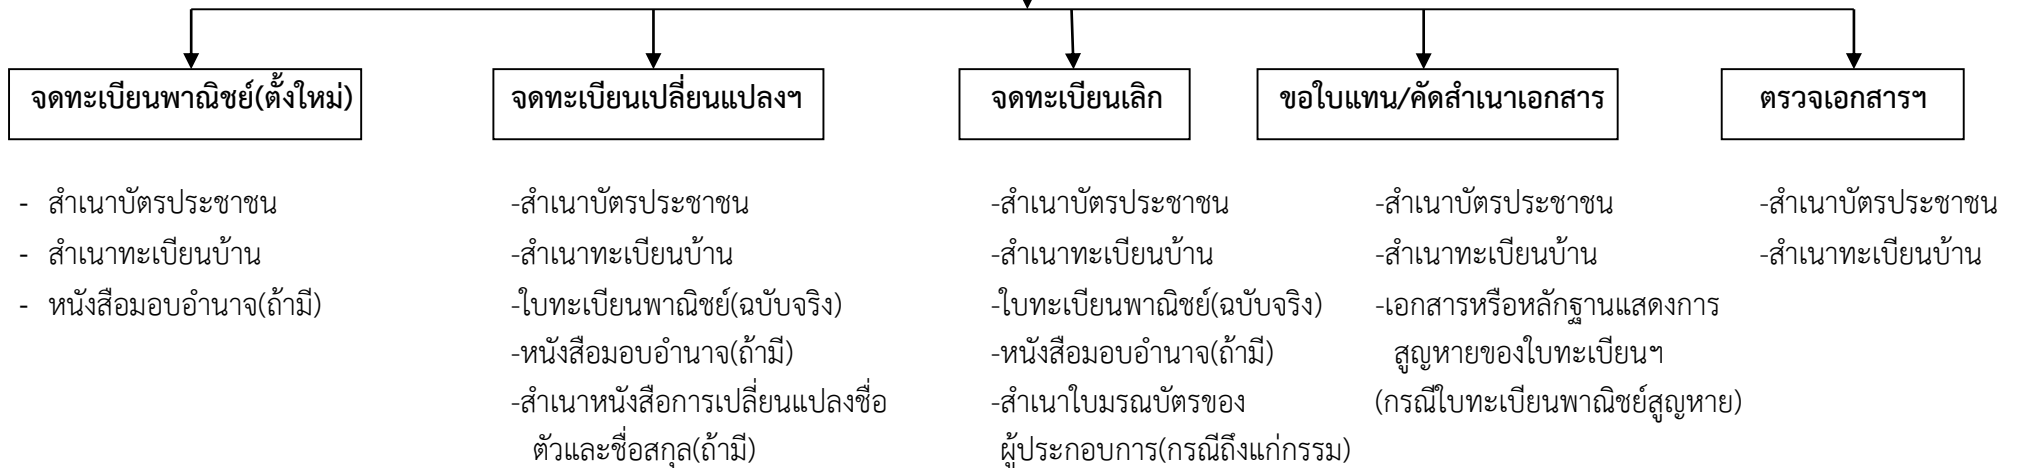 จดทะเบียนพาณิชย์(ตั้งใหม่)
- สำเนาบัตรประชาชน
- สำเนาทะเบียนบ้าน
- หนังสือมอบอำนาจ(ถ้ามี)
จดทะเบียนเปลี่ยนแปลงฯ
-สำเนาบัตรประชาชน
-สำเนาทะเบียนบ้าน
-ใบทะเบียนพาณิชย์(ฉบับจริง)
-หนังสือมอบอำนาจ(ถ้ามี)
-สำเนาหนังสือการเปลี่ยนแปลงชื่อ
ตัวและชื่อสกุล(ถ้ามี)
จดทะเบียนเลิก
-สำเนาบัตรประชาชน
-สำเนาทะเบียนบ้าน
-ใบทะเบียนพาณิชย์(ฉบับจริง)
-หนังสือมอบอำนาจ(ถ้ามี)
-สำเนาใบมรณบัตรของ
ผู้ประกอบการ(กรณีถึงแก่กรรม)
ขอใบแทน/คัดสำเนาเอกสาร
-สำเนาบัตรประชาชน
-สำเนาทะเบียนบ้าน
-เอกสารหรือหลักฐานแสดงการ
สูญหายของใบทะเบียนฯ
(กรณีใบทะเบียนพาณิชย์สูญหาย)
ตรวจเอกสารฯ
-สำเนาบัตรประชาชน
-สำเนาทะเบียนบ้าน